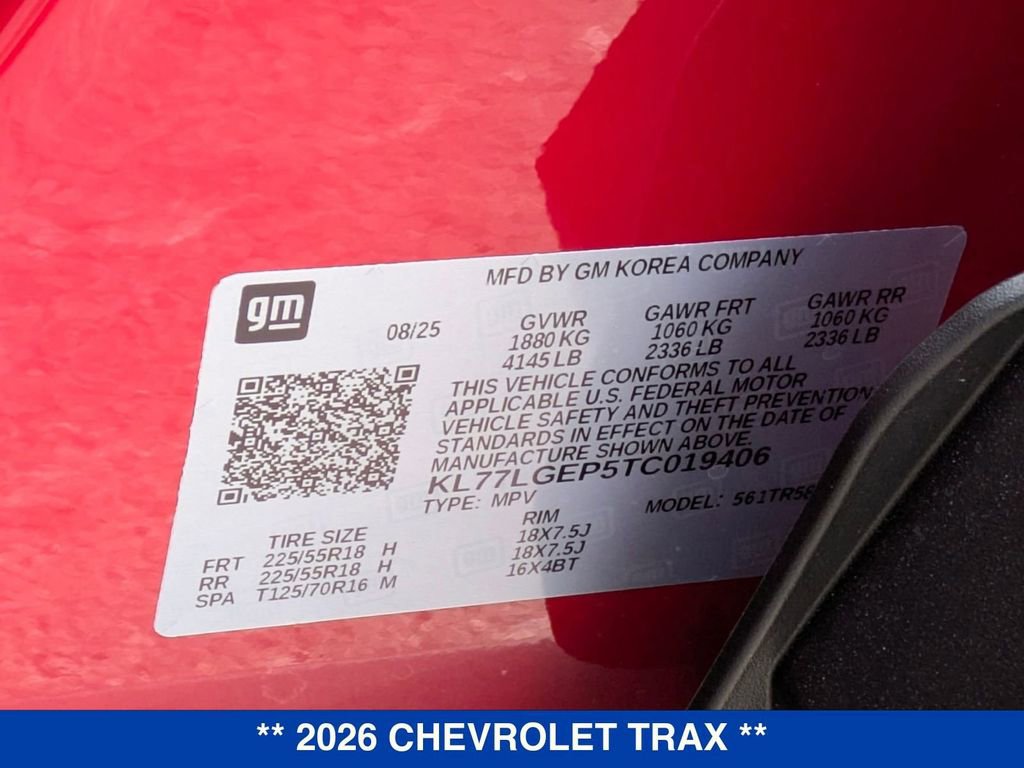 MFD BY GM KOREA COMPANY
gm
08/25
GVWR
1880 KG
4145 LB
GAWR FRT
1060 KG
2336 LB
GAWR RR
1060 KG
2336 LB
THIS VEHICLE CONFORMS TO ALL
APPLICABLE U.S. FEDERAL MOTOR
VEHICLE SAFETY AND THEFT PREVENTION
STANDARDS IN EFFECT ON THE DATE OF
MANUFACTURE SHOWN ABOVE.
KL77LGEP5TC019406
TYPE: MPV MODEL: 561TR58
TIRE SIZE RIM
FRT 225/55R18 H 18X7.5J
RR 225/55R18 H 18X7.5J
SPA T125/70R16 M 16X4BT
** 2026 CHEVROLET TRAX **